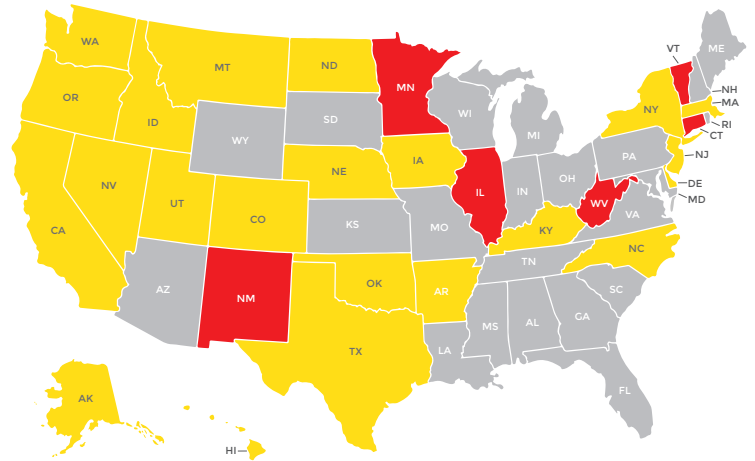 WA
MT
ND
MN
VT
ME
OR
ID
WY
SD
WI
MI
NY
NH
MA
RI
CT
NV
UT
CO
NE
IA
IL
IN
OH
PA
NJ
DE
MD
CA
KS
MO
KY
WV
VA
AZ
NM
OK
AR
TN
NC
SC
TX
LA
MS
AL
GA
FL
AK
HI